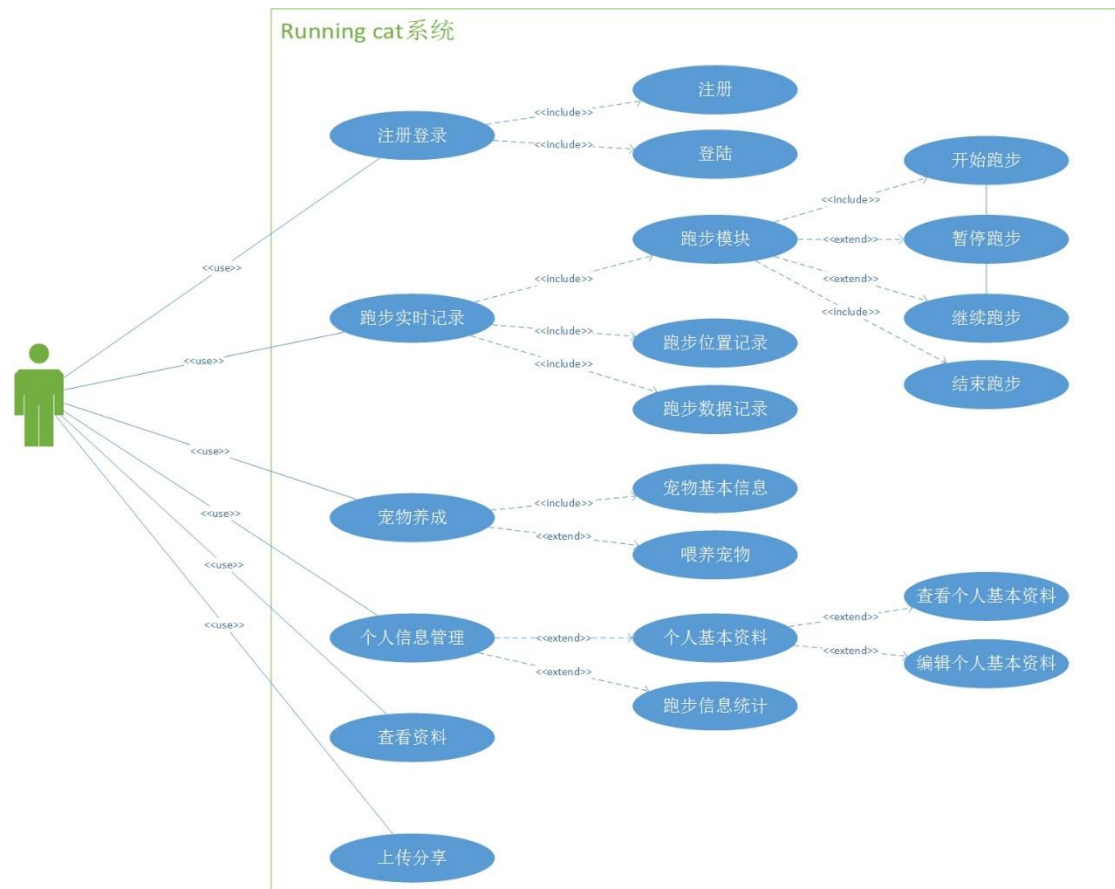 Running cat系统
注册
<<include>>
注册登录
<<include>>
登陆
开始跑步
<<include>>
跑步模块
<<extend>>
暂停跑步
<<use>>
<<include>>
<<extend>>
跑步实时记录
<<include>>
继续跑步
<<include>>
跑步位置记录
<<use>>
<<include>>
结束跑步
跑步数据记录
<<use>>
宠物基本信息
<<include>>
宠物养成
<<use>>
<<extend>>
喂养宠物
<<use>>
查看个人基本资料
<<extend>>
<<use>>
个人信息管理
<<extend>>
个人基本资料
<<extend>>
编辑个人基本资料
<<extend>>
跑步信息统计
查看资料
上传分享